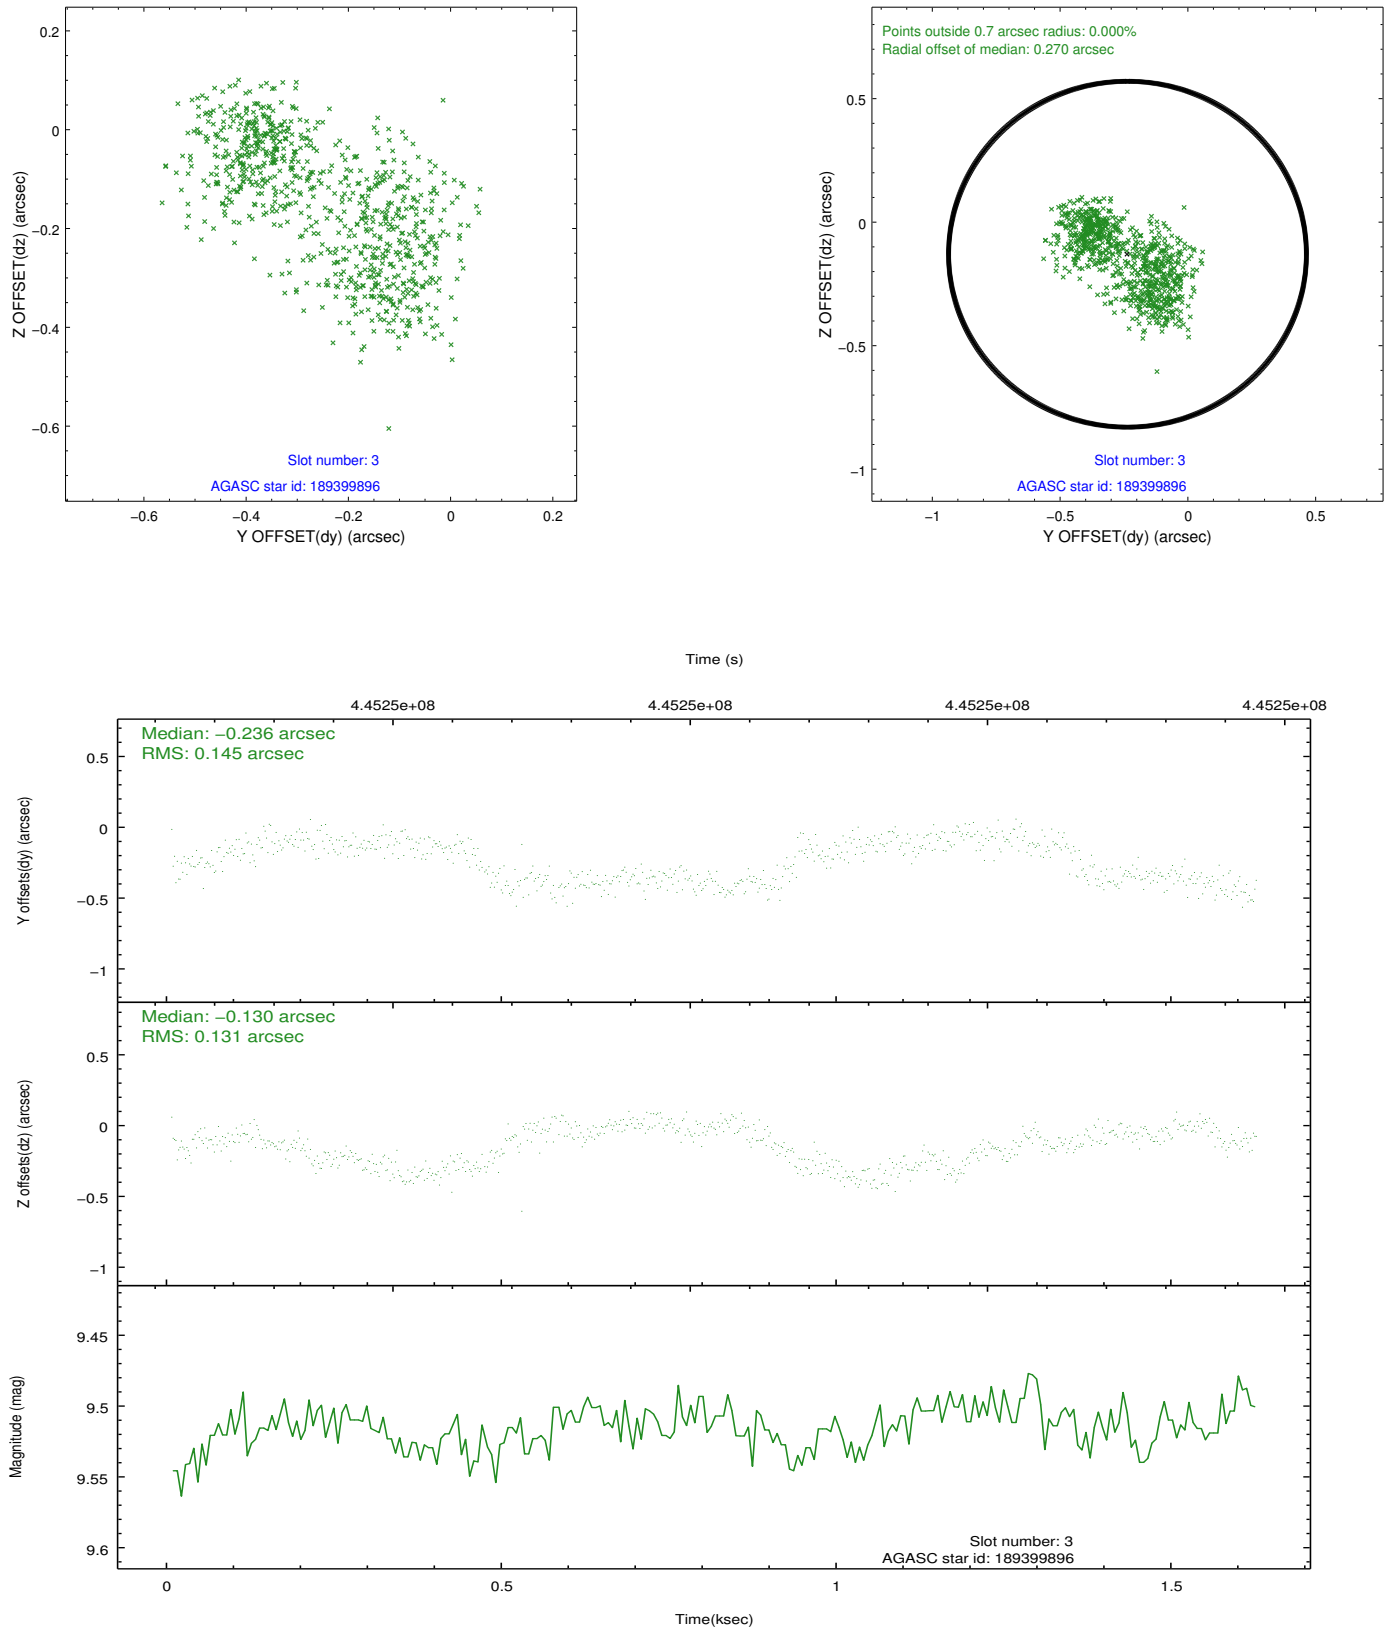 0.2
0
−0.2
−0.4
−0.6
Z OFFSET(dz) (arcsec)
Slot number: 3
AGASC star id: 189399896
−0.6
−0.4
−0.2
0
0.2
Y OFFSET(dy) (arcsec)
Points outside 0.7 arcsec radius: 0.000%
Radial offset of median: 0.270 arcsec
0.5
0
−0.5
−1
Z OFFSET(dz) (arcsec)
Slot number: 3
AGASC star id: 189399896
−1
−0.5
0
0.5
Y OFFSET(dy) (arcsec)
Time (s)
4.4525e+08
4.4525e+08
4.4525e+08
4.4525e+08
Median: −0.236 arcsec
RMS: 0.145 arcsec
0.5
0
−0.5
−1
Y offsets(dy) (arcsec)
Median: −0.130 arcsec
RMS: 0.131 arcsec
0.5
0
−0.5
−1
Z offsets(dz) (arcsec)
9.45
9.5
9.55
9.6
Magnitude (mag)
Slot number: 3
AGASC star id: 189399896
0
0.5
1
1.5
Time(ksec)